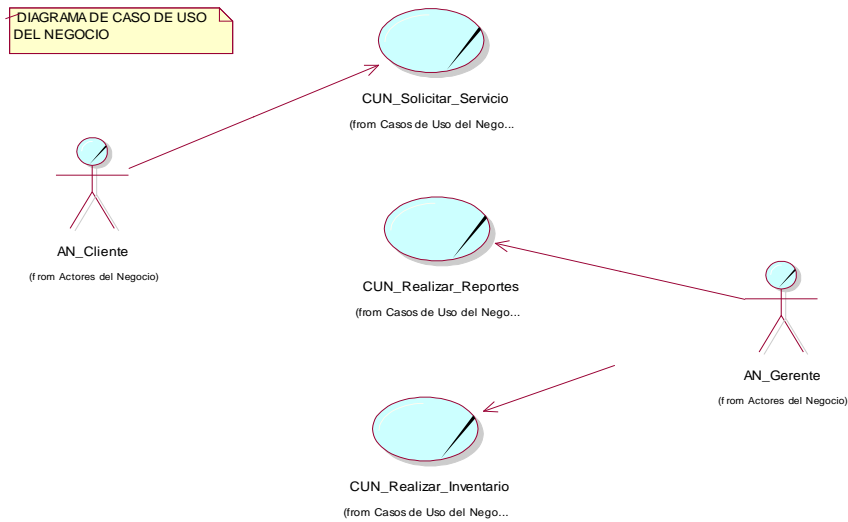 DIAGRAMA DE CASO DE USO
DEL NEGOCIO
CUN_Solicitar_Servicio
(from Casos de Uso del Nego...
AN_Cliente
(from Actores del Negocio)
CUN_Realizar_Reportes
(from Casos de Uso del Nego...
AN_Gerente
(from Actores del Negocio)
CUN_Realizar_Inventario
(from Casos de Uso del Nego...